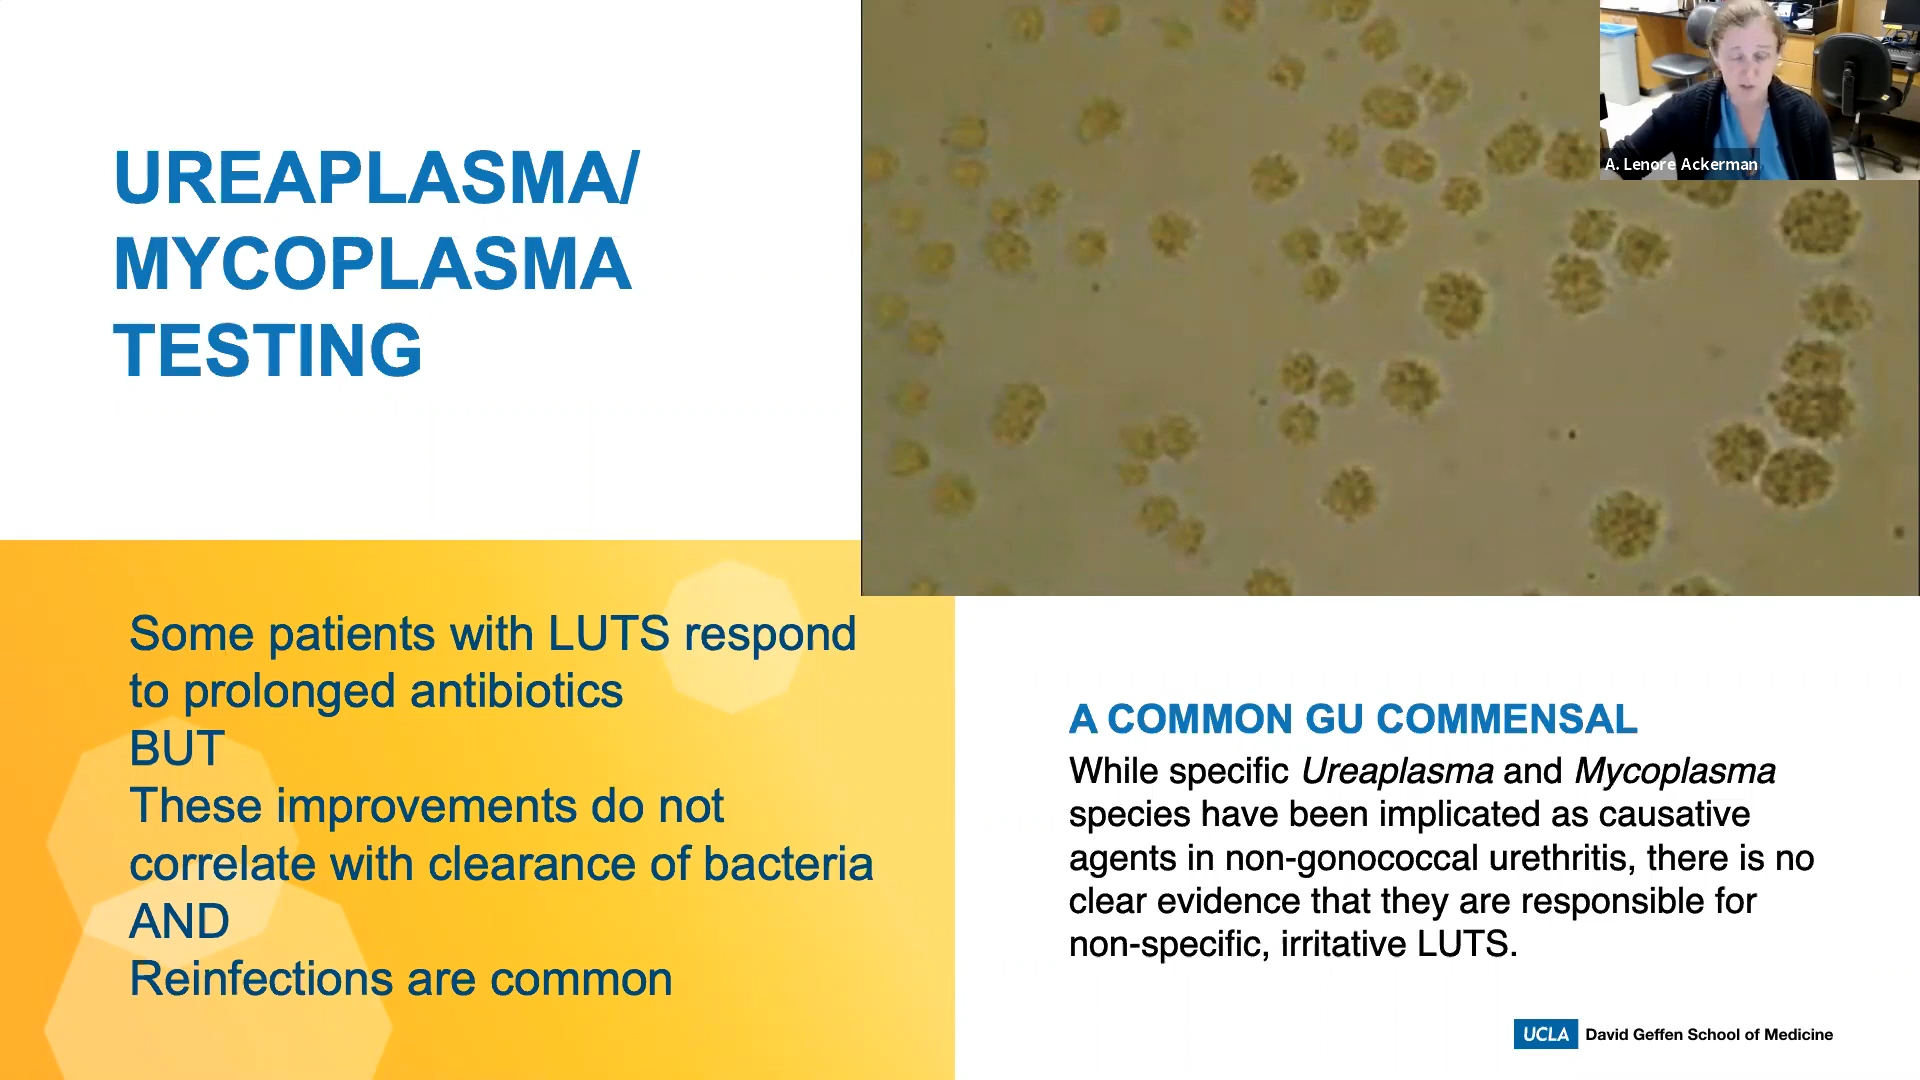 UREAPLASMA/
MYCOPLASMA
TESTING
A. Lenore Ackerman
Some patients with LUTS respond
to prolonged antibiotics
BUT
These improvements do not
correlate with clearance of bacteria
AND
Reinfections are common
A COMMON GU COMMENSAL
While specific Ureaplasma and Mycoplasma
species have been implicated as causative
agents in non-gonococcal urethritis, there is no
clear evidence that they are responsible for
non-specific, irritative LUTS.
UCLA David Geffen School of Medicine